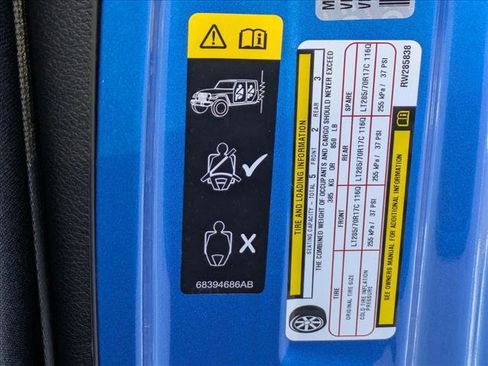 68394686AB
TIRE AND LOADING INFORMATION
SEATING CAPACITY - TOTAL 5 FRONT 2 REAR 3
THE COMBINED WEIGHT OF OCCUPANTS AND CARGO SHOULD NEVER EXCEED
385 KG OR 850 LB
TIRE FRONT REAR SPARE
ORIGINAL TIRE SIZE LT285/70R17C 116Q LT285/70R17C 116Q LT285/70R17C 116Q
COLD TIRE INFLATION PRESSURE 255 kPa / 37 PSI 255 kPa / 37 PSI 255 kPa / 37 PSI
SEE OWNERS MANUAL FOR ADDITIONAL INFORMATION
RW285838